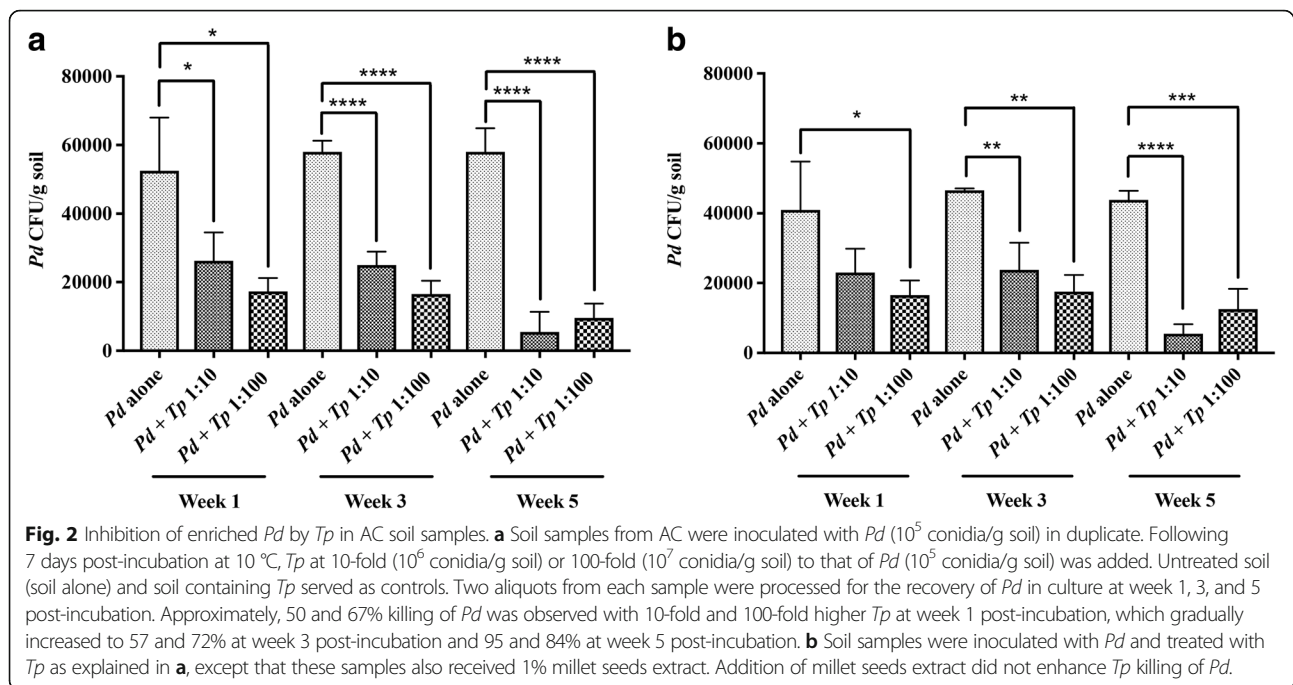 a
b
*
*
****
****
****
****
80000
60000
40000
20000
0
Pd CFU/g soil
Pd alone
Pd + Tp 1:10
Pd + Tp 1:100
Pd alone
Pd + Tp 1:10
Pd + Tp 1:100
Pd alone
Pd + Tp 1:10
Pd + Tp 1:100
Week 1
Week 3
Week 5
*
**
**
***
****
80000
60000
40000
20000
0
Pd CFU/g soil
Pd alone
Pd + Tp 1:10
Pd + Tp 1:100
Pd alone
Pd + Tp 1:10
Pd + Tp 1:100
Pd alone
Pd + Tp 1:10
Pd + Tp 1:100
Week 1
Week 3
Week 5
Fig. 2 Inhibition of enriched Pd by Tp in AC soil samples. a Soil samples from AC were inoculated with Pd (10⁵ conidia/g soil) in duplicate. Following
7 days post-incubation at 10 °C, Tp at 10-fold (10⁶ conidia/g soil) or 100-fold (10⁷ conidia/g soil) to that of Pd (10⁵ conidia/g soil) was added. Untreated soil
(soil alone) and soil containing Tp served as controls. Two aliquots from each sample were processed for the recovery of Pd in culture at week 1, 3, and 5
post-incubation. Approximately, 50 and 67% killing of Pd was observed with 10-fold and 100-fold higher Tp at week 1 post-incubation, which gradually
increased to 57 and 72% at week 3 post-incubation and 95 and 84% at week 5 post-incubation. b Soil samples were inoculated with Pd and treated with
Tp as explained in a, except that these samples also received 1% millet seeds extract. Addition of millet seeds extract did not enhance Tp killing of Pd.